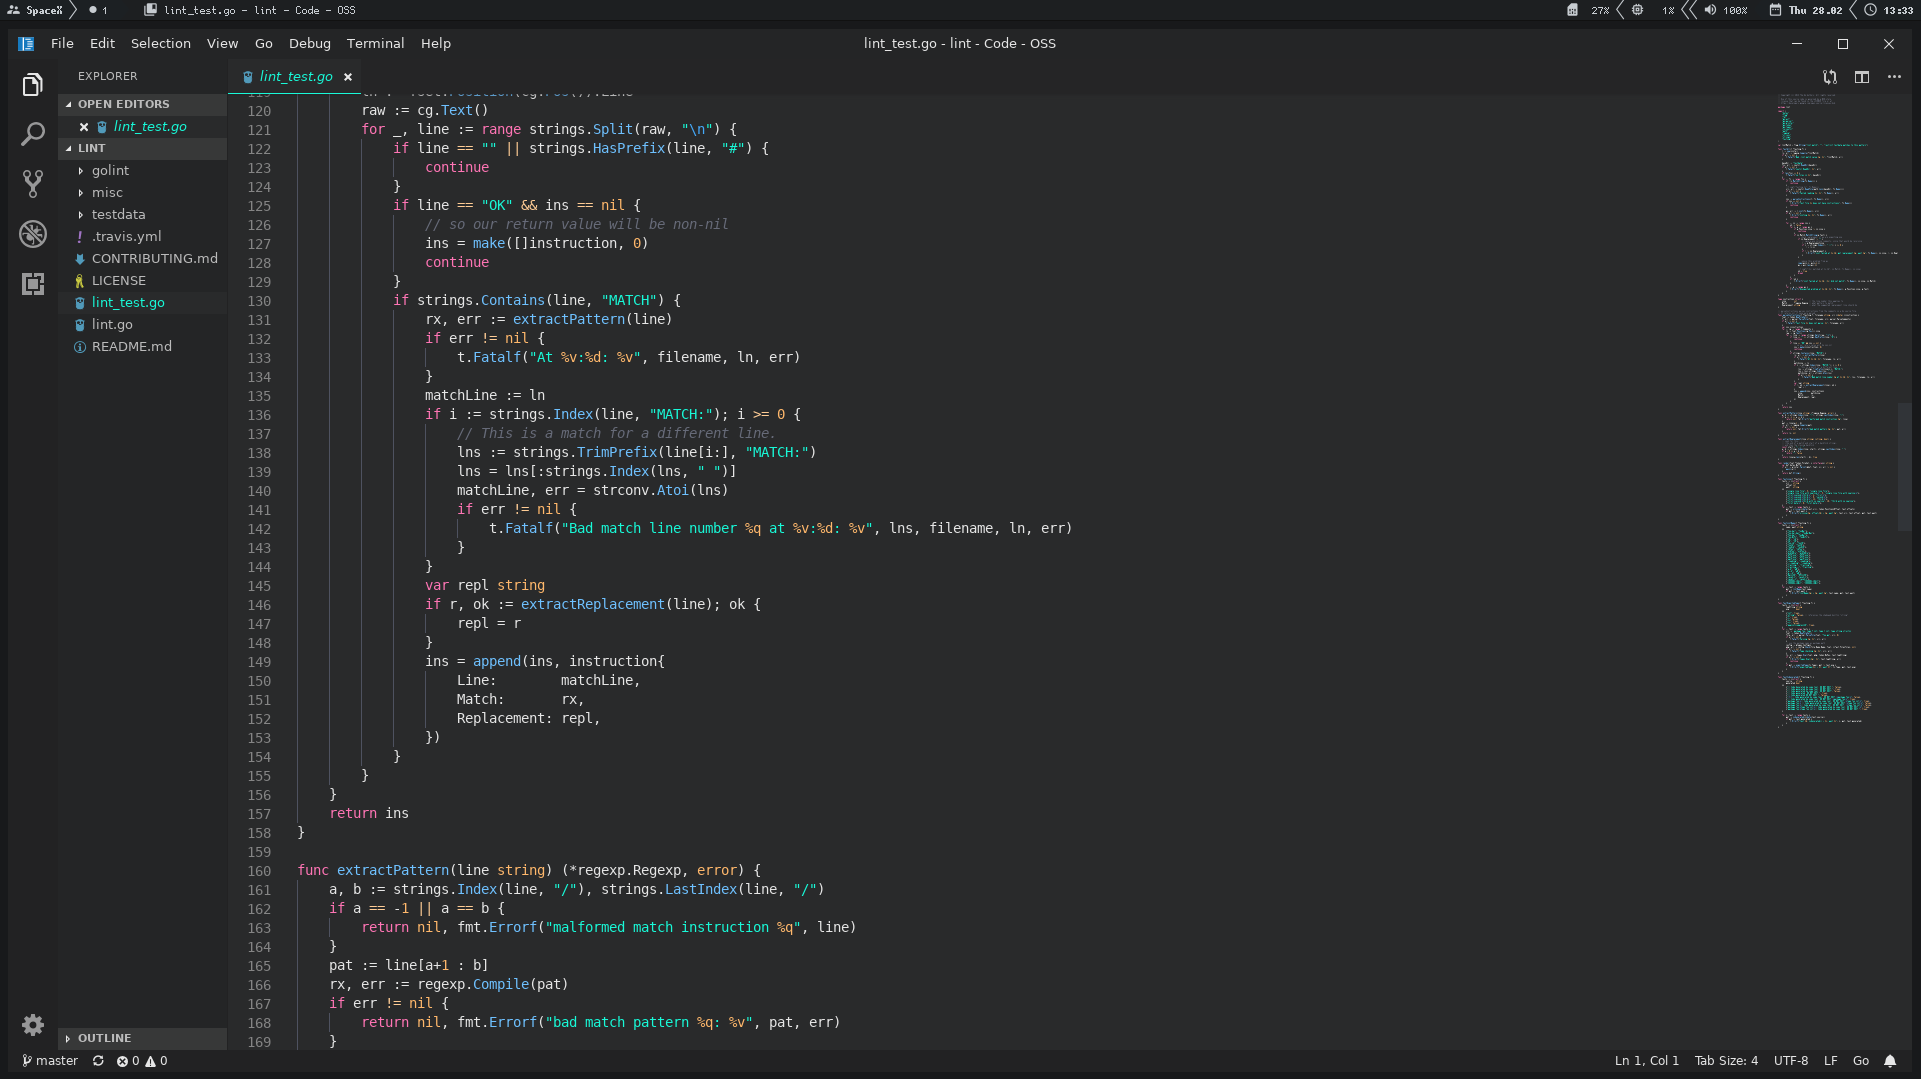 SpaceX 1 lint_test.go - lint - Code - OSS 27% 1% 100% Thu 28.02 13:33
File Edit Selection View Go Debug Terminal Help lint_test.go - lint - Code - OSS
EXPLORER
OPEN EDITORS
lint_test.go
LINT
golint
misc
testdata
.travis.yml
CONTRIBUTING.md
LICENSE
lint_test.go
lint.go
README.md
OUTLINE
lint_test.go
120 raw := cg.Text()
121 for _, line := range strings.Split(raw, "\n") {
122 if line == "" || strings.HasPrefix(line, "#") {
123 continue
124 }
125 if line == "OK" && ins == nil {
126 // so our return value will be non-nil
127 ins = make([]instruction, 0)
128 continue
129 }
130 if strings.Contains(line, "MATCH") {
131 rx, err := extractPattern(line)
132 if err != nil {
133 t.Fatalf("At %v:%d: %v", filename, ln, err)
134 }
135 matchLine := ln
136 if i := strings.Index(line, "MATCH:"); i >= 0 {
137 // This is a match for a different line.
138 lns := strings.TrimPrefix(line[i:], "MATCH:")
139 lns = lns[:strings.Index(lns, " ")]
140 matchLine, err = strconv.Atoi(lns)
141 if err != nil {
142 t.Fatalf("Bad match line number %q at %v:%d: %v", lns, filename, ln, err)
143 }
144 }
145 var repl string
146 if r, ok := extractReplacement(line); ok {
147 repl = r
148 }
149 ins = append(ins, instruction{
150 Line: matchLine,
151 Match: rx,
152 Replacement: repl,
153 })
154 }
155 }
156 }
157 return ins
158 }
159
160 func extractPattern(line string) (*regexp.Regexp, error) {
161 a, b := strings.Index(line, "/"), strings.LastIndex(line, "/")
162 if a == -1 || a == b {
163 return nil, fmt.Errorf("malformed match instruction %q", line)
164 }
165 pat := line[a+1 : b]
166 rx, err := regexp.Compile(pat)
167 if err != nil {
168 return nil, fmt.Errorf("bad match pattern %q: %v", pat, err)
169 }
master 0 0 Ln 1, Col 1 Tab Size: 4 UTF-8 LF Go